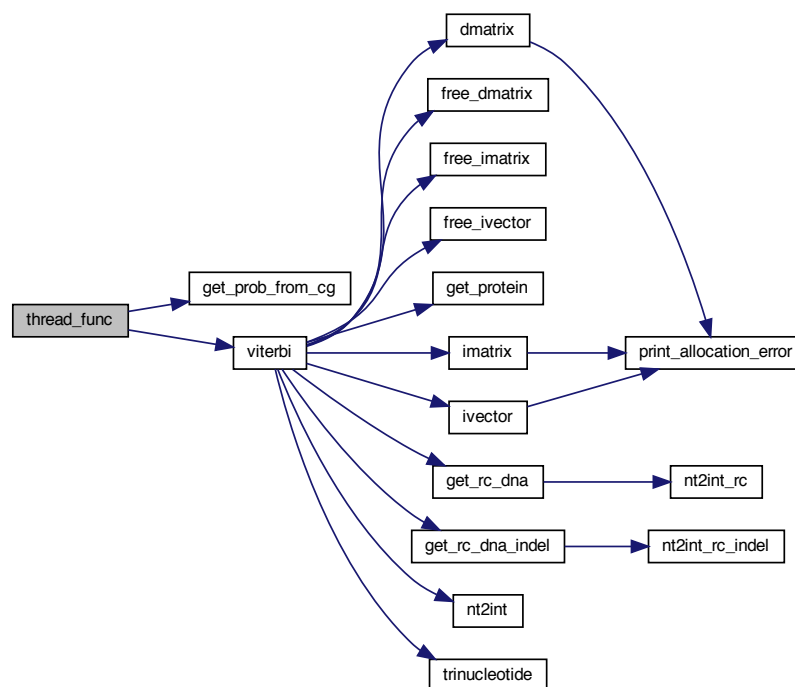 dmatrix
free_dmatrix
free_imatrix
free_ivector
get_prob_from_cg
get_protein
thread_func
viterbi
imatrix
print_allocation_error
ivector
get_rc_dna
nt2int_rc
get_rc_dna_indel
nt2int_rc_indel
nt2int
trinucleotide